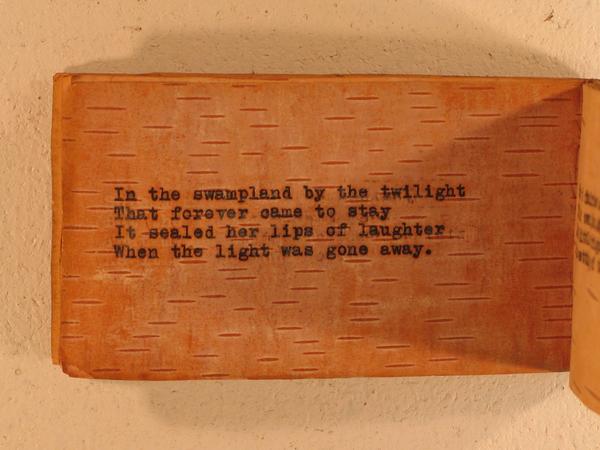 In the swampland by the twilight
That forever came to stay
It sealed her lips of laughter
When the light was gone away.